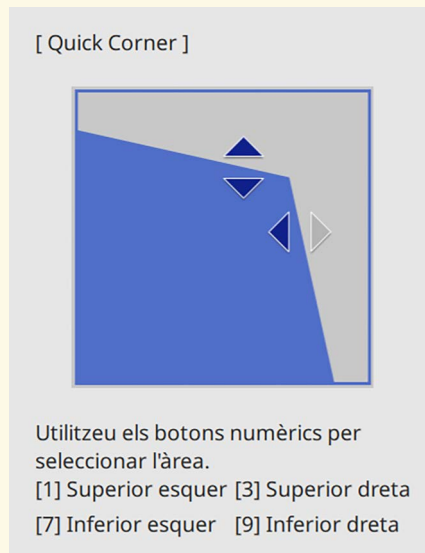 [ Quick Corner ]
Utilitzeu els botons numèrics per
seleccionar l'àrea.
[1] Superior esquer [3] Superior dreta
[7] Inferior esquer [9] Inferior dreta